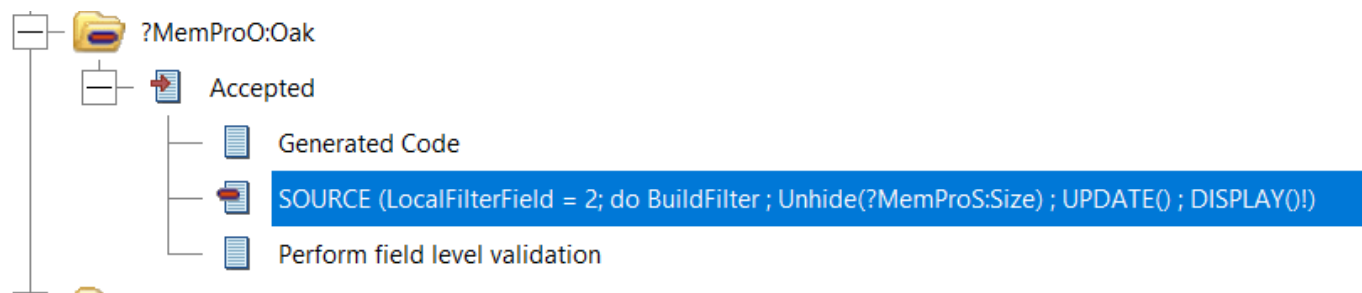 ?MemProO:Oak
Accepted
Generated Code
SOURCE (LocalFilterField = 2; do BuildFilter ; Unhide(?MemProS:Size) ; UPDATE() ; DISPLAY()!)
Perform field level validation